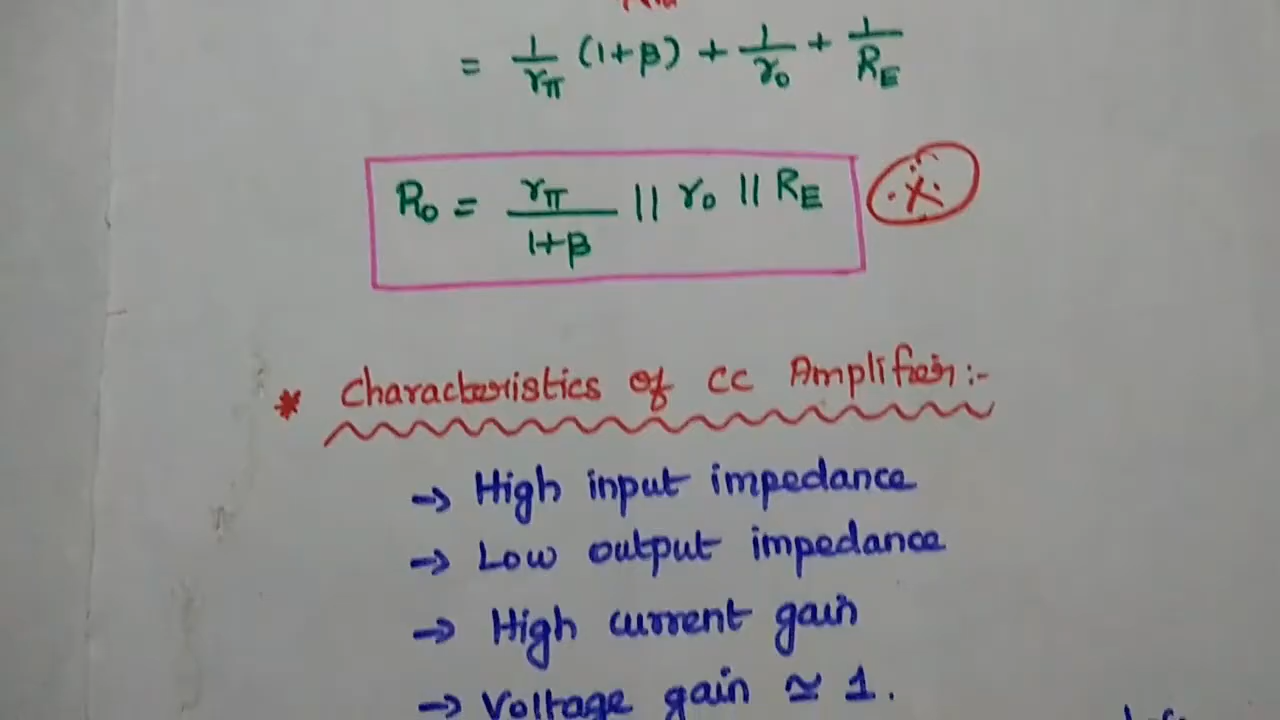 = 1/rπ (1+β) + 1/r₀ + 1/R_E
R₀ = rπ/(1+β) || r₀ || R_E
* Characteristics of CC Amplifier:-
→ High input impedance
→ Low output impedance
→ High current gain
→ Voltage gain ≃ 1.